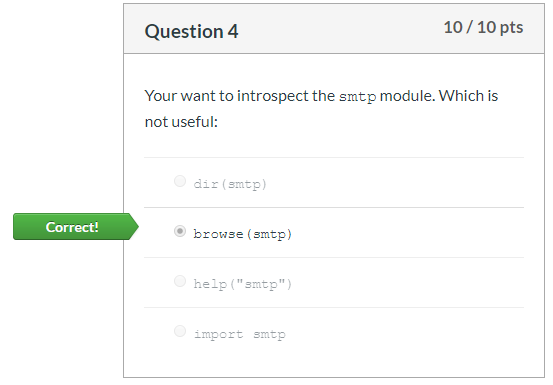 Question 4
10 / 10 pts
Your want to introspect the smtp module. Which is
not useful:
dir(smtp)
Correct!
browse(smtp)
help("smtp")
import smtp